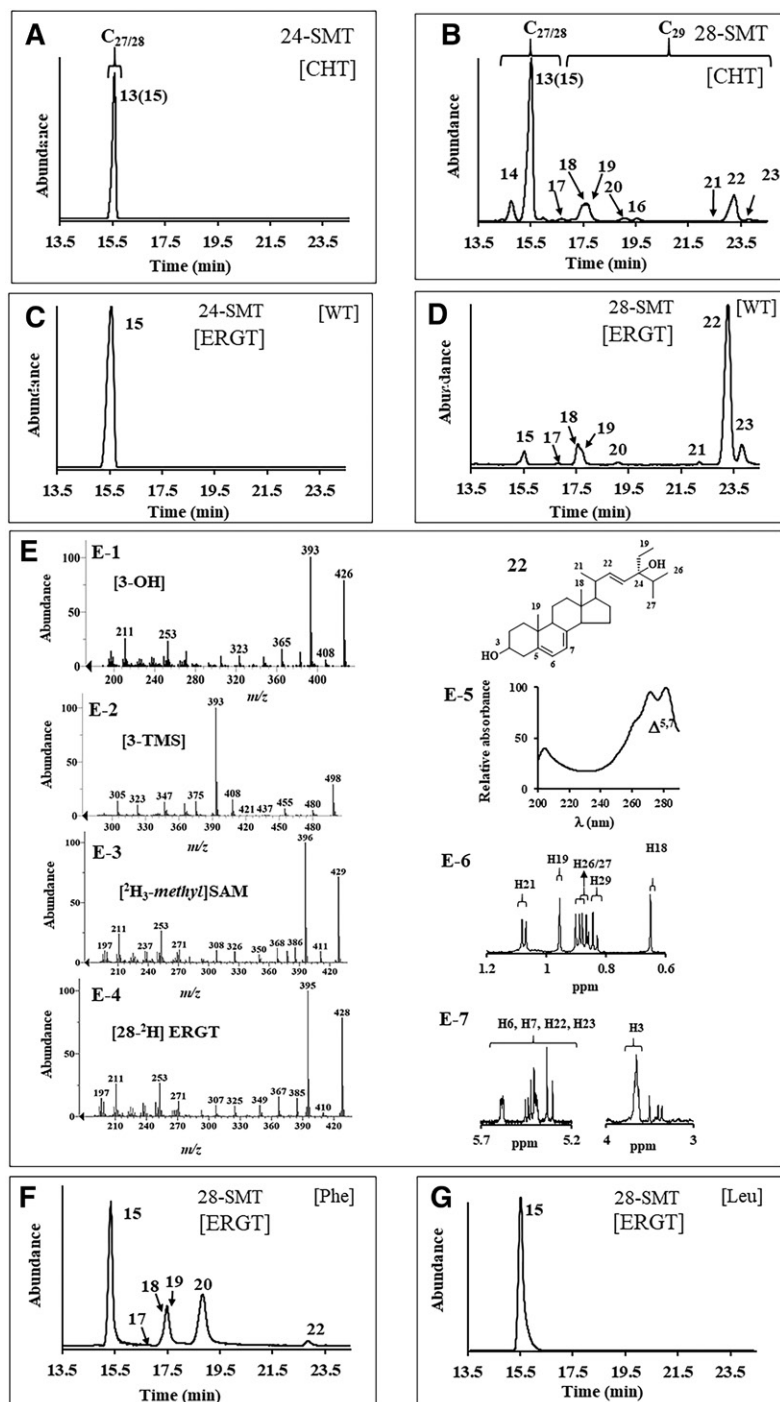 A
C27/28
24-SMT
[CHT]
13(15)
Abundance
13.5 15.5 17.5 19.5 21.5 23.5
Time (min)
B
C27/28
C29
28-SMT
[CHT]
13(15)
14
17
18
19
20
16
21
22
23
Abundance
13.5 15.5 17.5 19.5 21.5 23.5
Time (min)
C
24-SMT
[WT]
[ERGT]
15
Abundance
13.5 15.5 17.5 19.5 21.5 23.5
Time (min)
D
28-SMT
[WT]
[ERGT]
22
15
17
18
19
20
21
23
Abundance
13.5 15.5 17.5 19.5 21.5 23.5
Time (min)
E
E-1
[3-OH]
100
50
0
Abundance
211 253 323 365 393 408 426
200 240 280 320 360 400
m/z
E-2
[3-TMS]
100
50
0
Abundance
305 323 347 375 393 408 421 437 455 480 498
300 330 360 390 420 450 480
m/z
E-3
[²H₃-methyl]SAM
100
50
0
Abundance
197 211 237 253 271 308 326 350 368 386 396 411 429
210 240 270 300 330 360 390 420
m/z
E-4
[28-²H] ERGT
100
50
0
Abundance
197 211 253 271 307 325 349 367 385 395 410 428
210 240 270 300 330 360 390 420
m/z
22
19
21
22
OH
18
24
26
27
19
3
HO
5
6
7
E-5
Relative absorbance
100
50
0
Δ5,7
200 220 240 260 280
λ (nm)
E-6
H21
H19
H26/27
H29
H18
1.2 1 0.8 0.6
ppm
E-7
H6, H7, H22, H23
H3
5.7 5.2
ppm
4 3
ppm
F
28-SMT
[Phe]
[ERGT]
15
17
18
19
20
22
Abundance
13.5 15.5 17.5 19.5 21.5 23.5
Time (min)
G
28-SMT
[Leu]
[ERGT]
15
Abundance
13.5 15.5 17.5 19.5 21.5 23.5
Time (min)